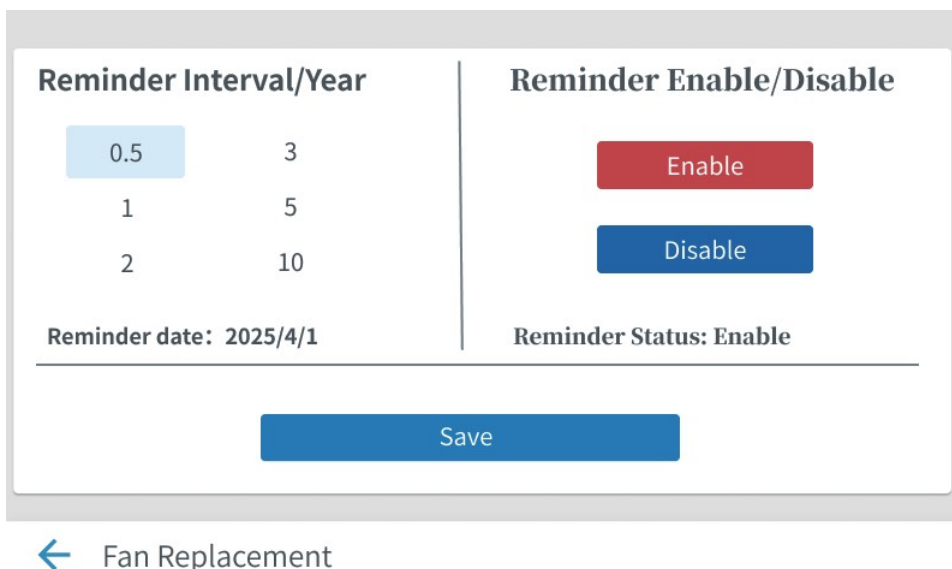 Reminder Interval/Year
0.5 3
1 5
2 10
Reminder date：2025/4/1
Reminder Enable/Disable
Enable
Disable
Reminder Status: Enable
Save
Fan Replacement